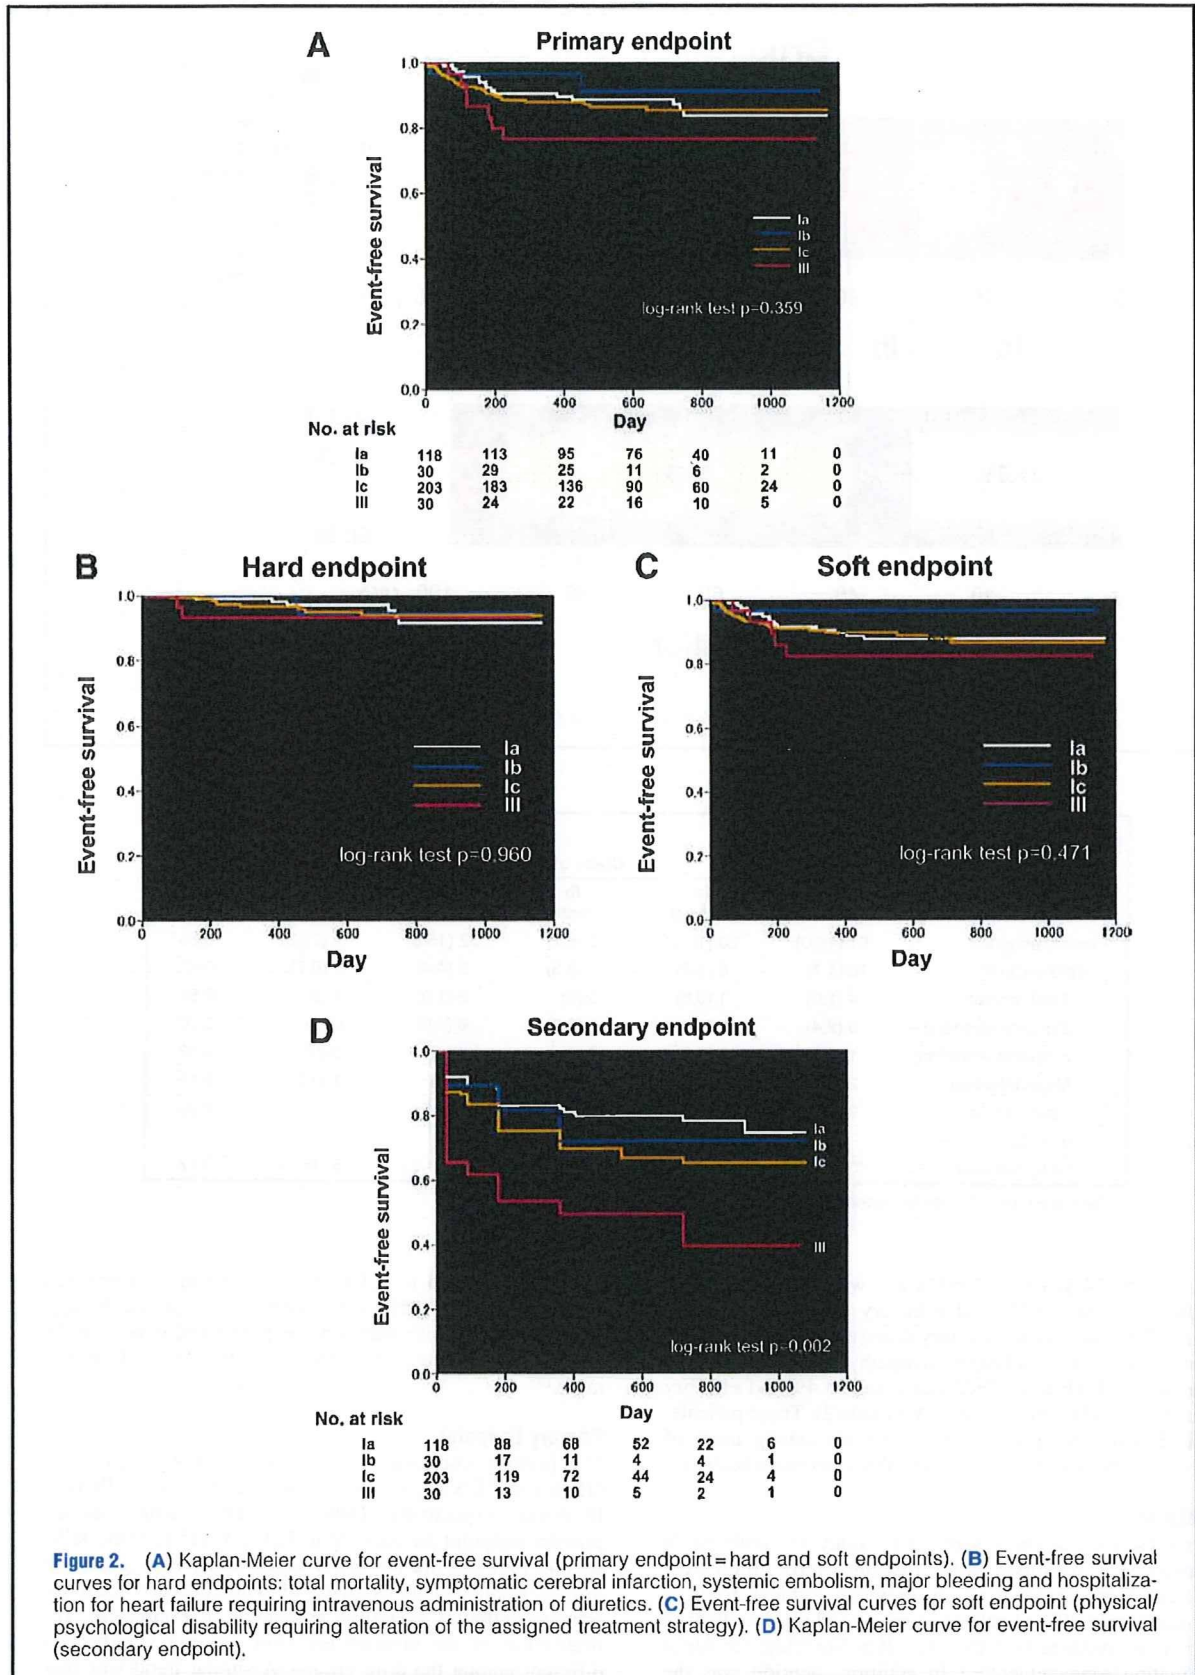 A
Primary endpoint
Event-free survival
1.0
0.8
0.6
0.4
0.2
0.0
Ia
Ib
Ic
III
log-rank test p=0.359
0 200 400 600 800 1000 1200
Day
No. at risk
Ia 118 113 95 76 40 11 0
Ib 30 29 25 11 6 2 0
Ic 203 183 136 90 60 24 0
III 30 24 22 16 10 5 0
B
Hard endpoint
Event-free survival
1.0
0.8
0.6
0.4
0.2
0.0
Ia
Ib
Ic
III
log-rank test p=0.960
0 200 400 600 800 1000 1200
Day
C
Soft endpoint
Event-free survival
1.0
0.8
0.6
0.4
0.2
0.0
Ia
Ib
Ic
III
log-rank test p=0.471
0 200 400 600 800 1000 1200
Day
D
Secondary endpoint
Event-free survival
1.0
0.8
0.6
0.4
0.2
0.0
Ia
Ib
Ic
III
log-rank test p=0.002
0 200 400 600 800 1000 1200
Day
No. at risk
Ia 118 88 68 52 22 6 0
Ib 30 17 11 4 4 1 0
Ic 203 119 72 44 24 4 0
III 30 13 10 5 2 1 0
Figure 2. (A) Kaplan-Meier curve for event-free survival (primary endpoint=hard and soft endpoints). (B) Event-free survival
curves for hard endpoints: total mortality, symptomatic cerebral infarction, systemic embolism, major bleeding and hospitaliza-
tion for heart failure requiring intravenous administration of diuretics. (C) Event-free survival curves for soft endpoint (physical/
psychological disability requiring alteration of the assigned treatment strategy). (D) Kaplan-Meier curve for event-free survival
(secondary endpoint).